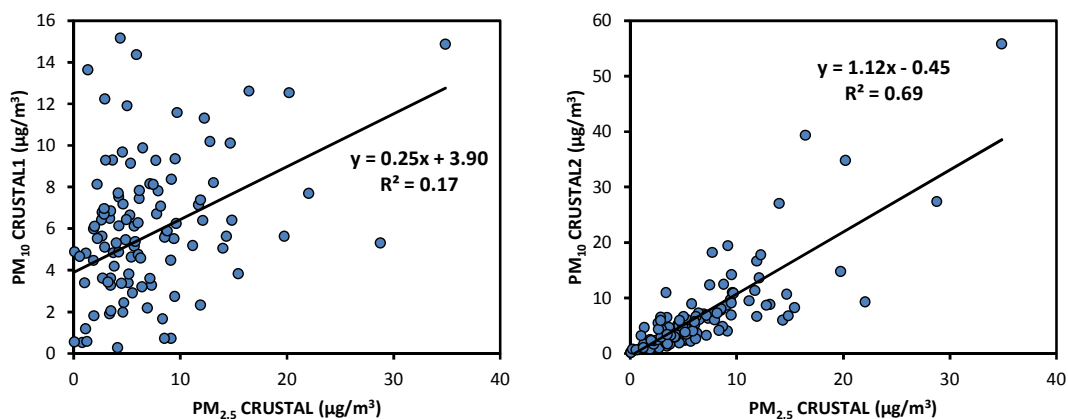 16
14
12
10
8
6
4
2
0
PM10 CRUSTAL1 (µg/m³)
y = 0.25x + 3.90
R² = 0.17
0 10 20 30 40
PM2.5 CRUSTAL (µg/m³)
60
50
40
30
20
10
0
PM10 CRUSTAL2 (µg/m³)
y = 1.12x - 0.45
R² = 0.69
0 10 20 30 40
PM2.5 CRUSTAL (µg/m³)